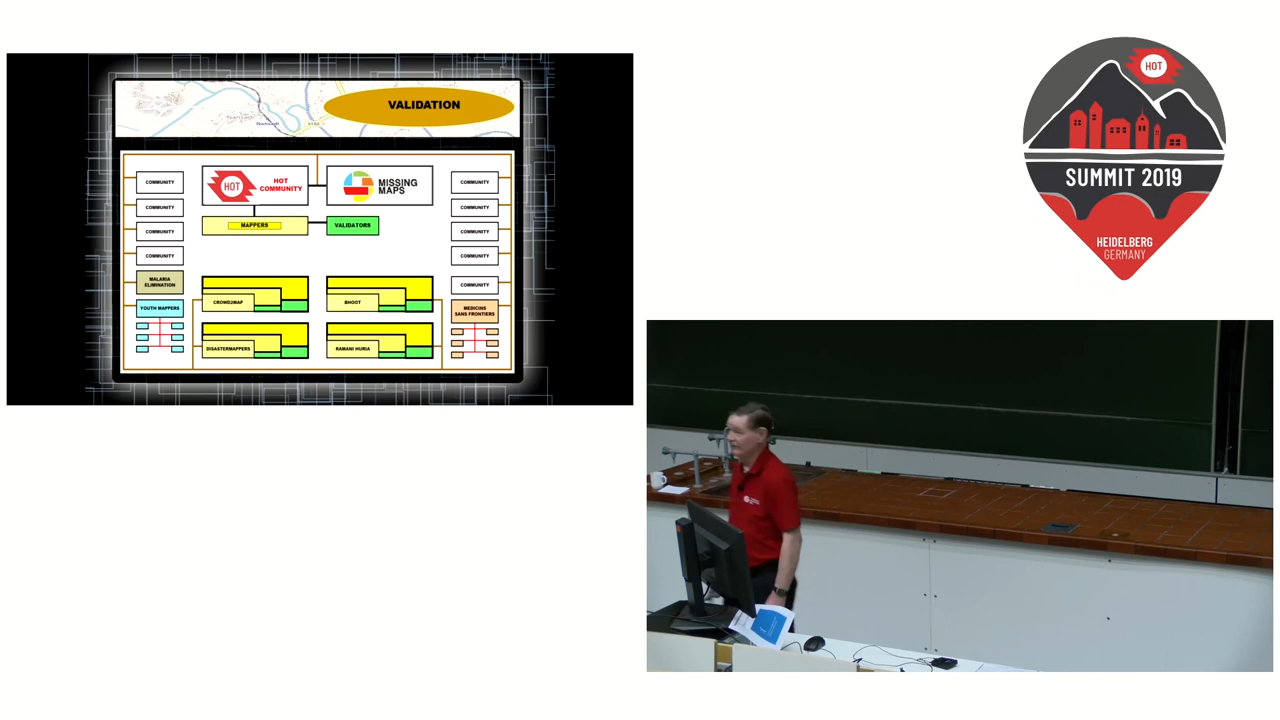 VALIDATION
COMMUNITY
COMMUNITY
COMMUNITY
COMMUNITY
MALARIA
ELIMINATION
YOUTH MAPPERS
HOT
HOT
COMMUNITY
MISSING
MAPS
MAPPERS
VALIDATORS
CROWD2MAP
BHOOT
DISASTERMAPPERS
RAMANI HURIA
COMMUNITY
COMMUNITY
COMMUNITY
COMMUNITY
COMMUNITY
MEDICINS
SANS FRONTIERS
HOT
SUMMIT 2019
HEIDELBERG
GERMANY